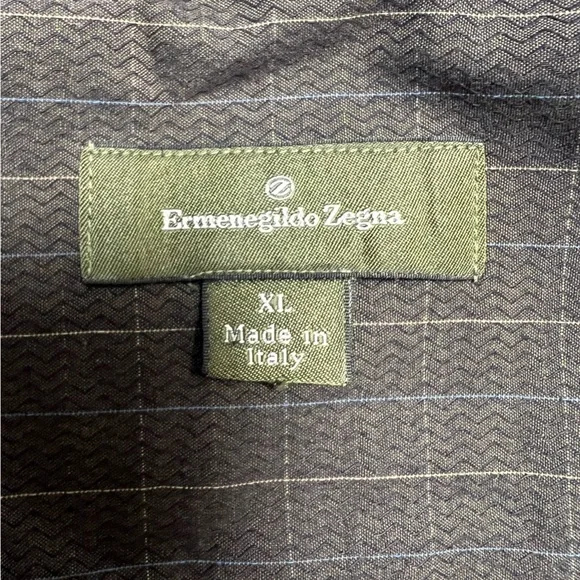 Ermenegildo Zegna
XL
Made in
Italy